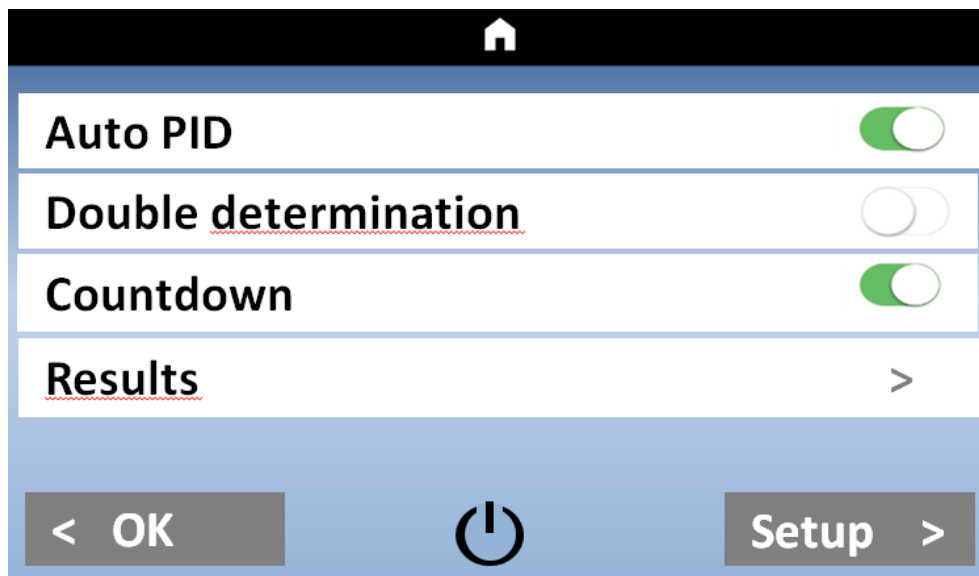 Auto PID
Double determination
Countdown
Results >
< OK
Setup >